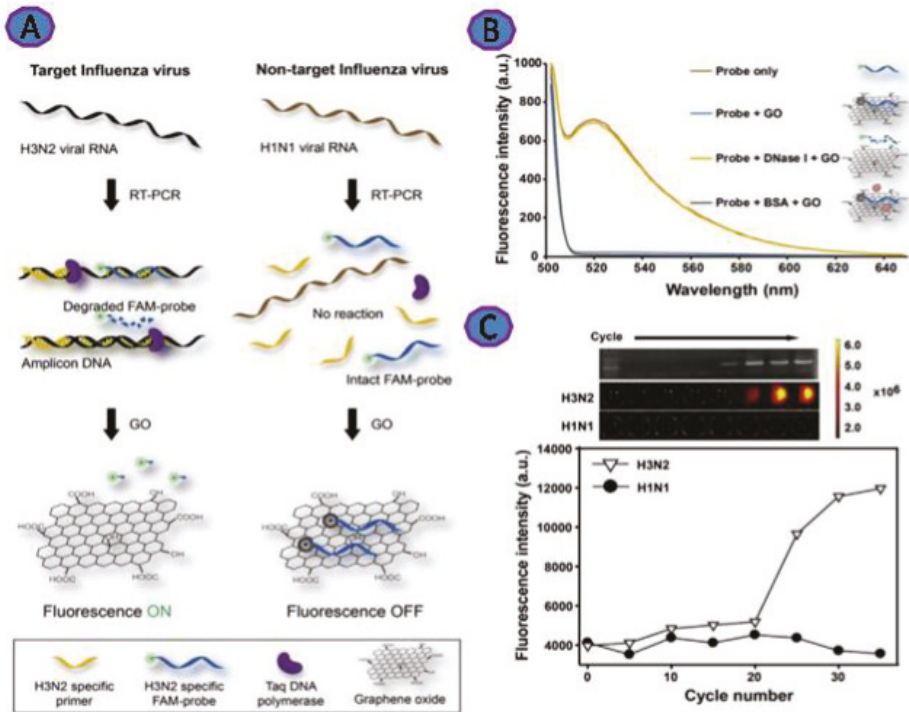 A
Target Influenza virus
Non-target Influenza virus
H3N2 viral RNA
H1N1 viral RNA
RT-PCR
RT-PCR
Degraded FAM-probe
No reaction
Amplicon DNA
Intact FAM-probe
GO
GO
COOH
OH
COOH
COOH
OH
COOH
HOOC
HOOC
HOOC
HOOC
COOH
OH
COOH
COOH
OH
COOH
HOOC
HOOC
HOOC
HOOC
Fluorescence ON
Fluorescence OFF
H3N2 specific
primer
H3N2 specific
FAM-probe
Taq DNA
polymerase
Graphene oxide
B
Fluorescence intensity (a.u.)
1000
800
600
400
200
0
500
520
540
560
580
600
620
640
Wavelength (nm)
Probe only
Probe + GO
Probe + DNase I + GO
Probe + BSA + GO
C
Cycle
H3N2
H1N1
6.0
5.0
4.0
3.0
2.0
x10⁶
Fluorescence intensity (a.u.)
14000
12000
10000
8000
6000
4000
H3N2
H1N1
0
10
20
30
Cycle number